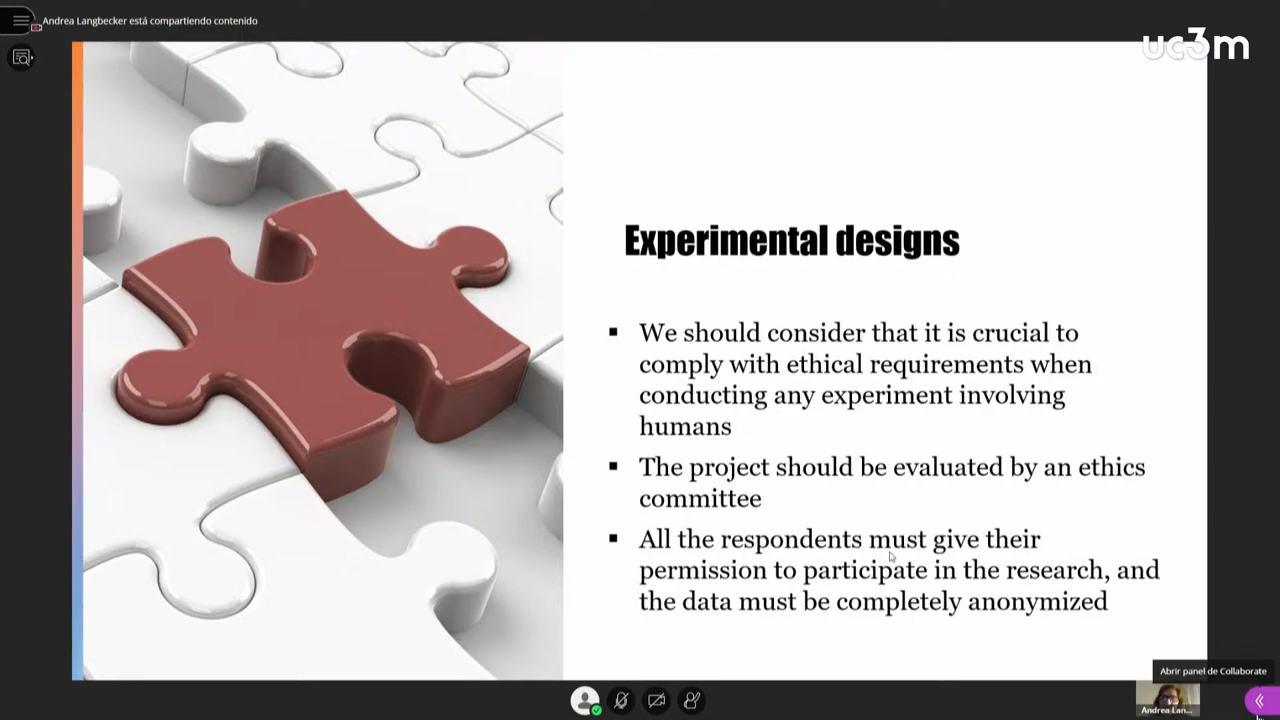 Andrea Langbecker está compartiendo contenido
uc3m
Experimental designs
▪ We should consider that it is crucial to
comply with ethical requirements when
conducting any experiment involving
humans
▪ The project should be evaluated by an ethics
committee
▪ All the respondents must give their
permission to participate in the research, and
the data must be completely anonymized
Abrir panel de Collaborate
Andrea Lan...